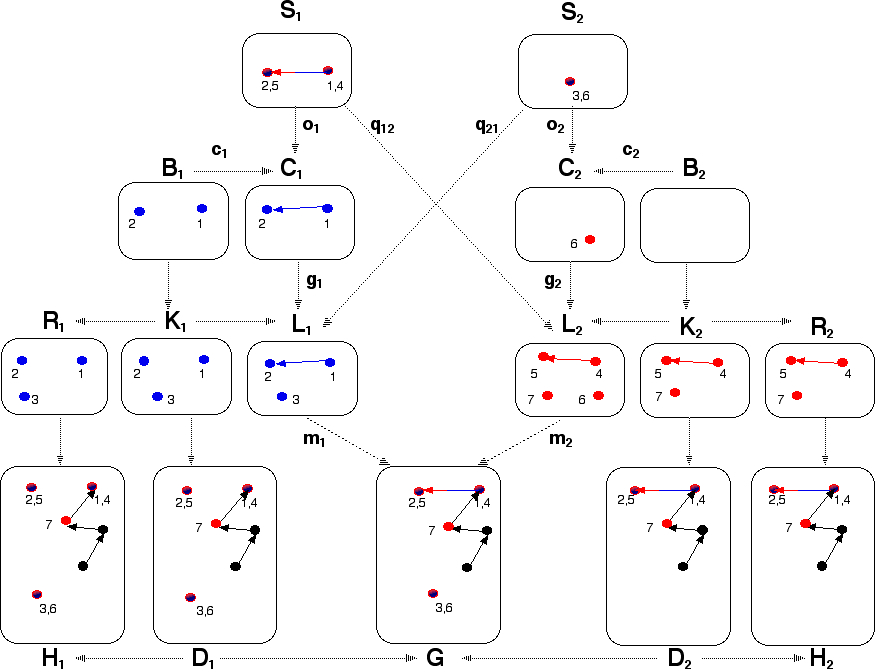 S₁ S₂
2,5 1,4 3,6
o₁ q₁₂ q₂₁ o₂
c₁ c₂
B₁ C₁ C₂ B₂
2 1 2 1 6
g₁ g₂
R₁ K₁ L₁ L₂ K₂ R₂
2 1 2 1 2 1 5 4 5 4 5 4
3 3 3 7 6 7 7
m₁ m₂
2,5 1,4 2,5 1,4 2,5 1,4 2,5 1,4 2,5 1,4
7 7 7 7 7
3,6 3,6 3,6
H₁ D₁ G D₂ H₂